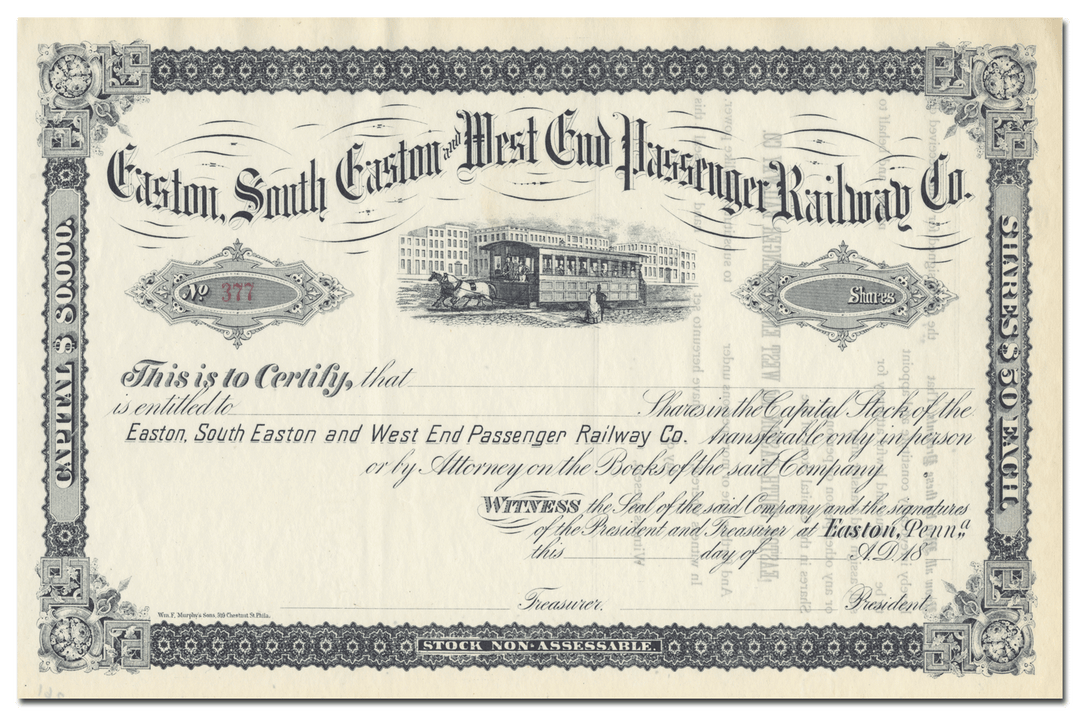 Easton, South Easton and West End Passenger Railway Co.
No 377
Shares
CAPITAL $ 30.000.
SHARES $50 EACH.
This is to Certify, that
is entitled to Shares in the Capital Stock of the
Easton, South Easton and West End Passenger Railway Co. transferable only in person
or by Attorney on the Books of the said Company.
WITNESS the Seal of the said Company and the signatures
of the President and Treasurer at Easton, Penna.
this day of A.D. 18
Treasurer. President.
Wm. F. Murphy's Sons, 509 Chestnut St. Phila.
STOCK NON-ASSESSABLE.